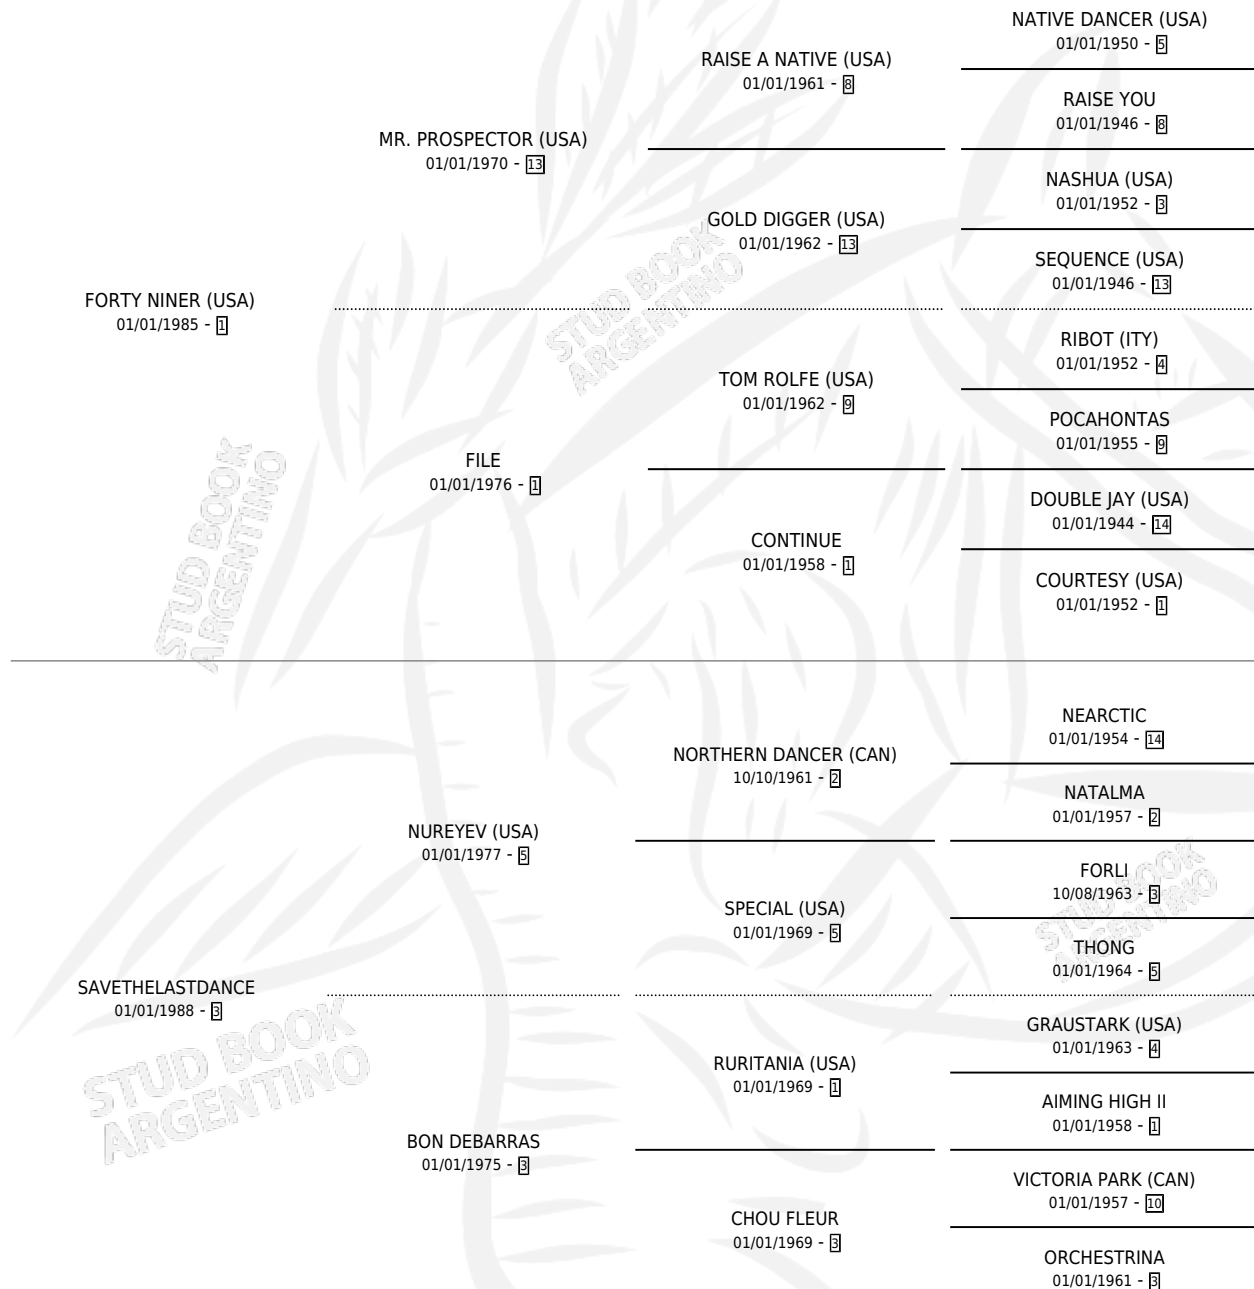 NATIVE DANCER (USA)
01/01/1950 - 5
RAISE A NATIVE (USA)
01/01/1961 - 8
RAISE YOU
01/01/1946 - 8
MR. PROSPECTOR (USA)
01/01/1970 - 13
NASHUA (USA)
01/01/1952 - 3
GOLD DIGGER (USA)
01/01/1962 - 13
SEQUENCE (USA)
01/01/1946 - 13
FORTY NINER (USA)
01/01/1985 - 1
RIBOT (ITY)
01/01/1952 - 4
TOM ROLFE (USA)
01/01/1962 - 9
POCAHONTAS
01/01/1955 - 9
FILE
01/01/1976 - 1
DOUBLE JAY (USA)
01/01/1944 - 14
CONTINUE
01/01/1958 - 1
COURTESY (USA)
01/01/1952 - 1
NEARCTIC
01/01/1954 - 14
NORTHERN DANCER (CAN)
10/10/1961 - 2
NATALMA
01/01/1957 - 2
NUREYEV (USA)
01/01/1977 - 5
FORLI
10/08/1963 - 3
SPECIAL (USA)
01/01/1969 - 5
THONG
01/01/1964 - 5
SAVETHELASTDANCE
01/01/1988 - 3
GRAUSTARK (USA)
01/01/1963 - 4
RURITANIA (USA)
01/01/1969 - 1
AIMING HIGH II
01/01/1958 - 1
BON DEBARRAS
01/01/1975 - 3
VICTORIA PARK (CAN)
01/01/1957 - 10
CHOU FLEUR
01/01/1969 - 3
ORCHESTRINA
01/01/1961 - 3
STUD BOOK
ARGENTINO
STUD BOOK
ARGENTINO
STUD BOOK
ARGENTINO
STUD BOOK
ARGENTINO